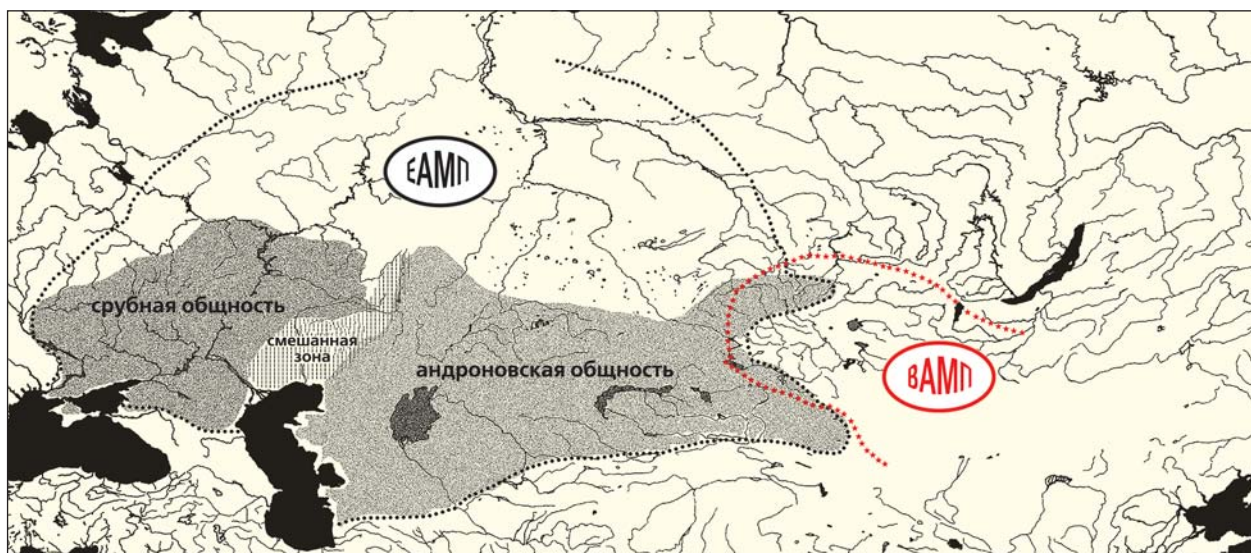 ЕАМП
срубная общность
смешанная
зона
андроновская общность
ВАМП